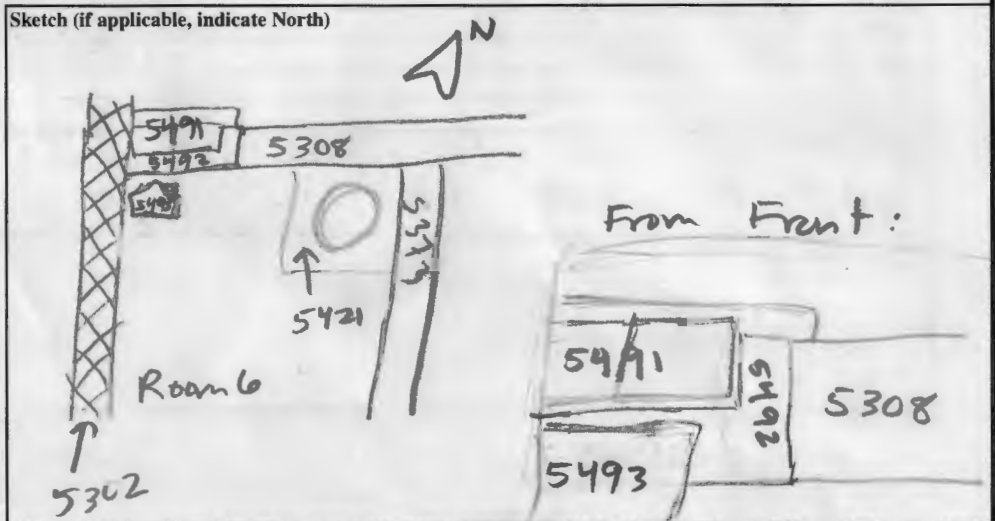 Sketch (if applicable, indicate North)
N
5491
5492
5308
5493
5421
Room 6
5302
From Front:
5491
5492
5308
5493